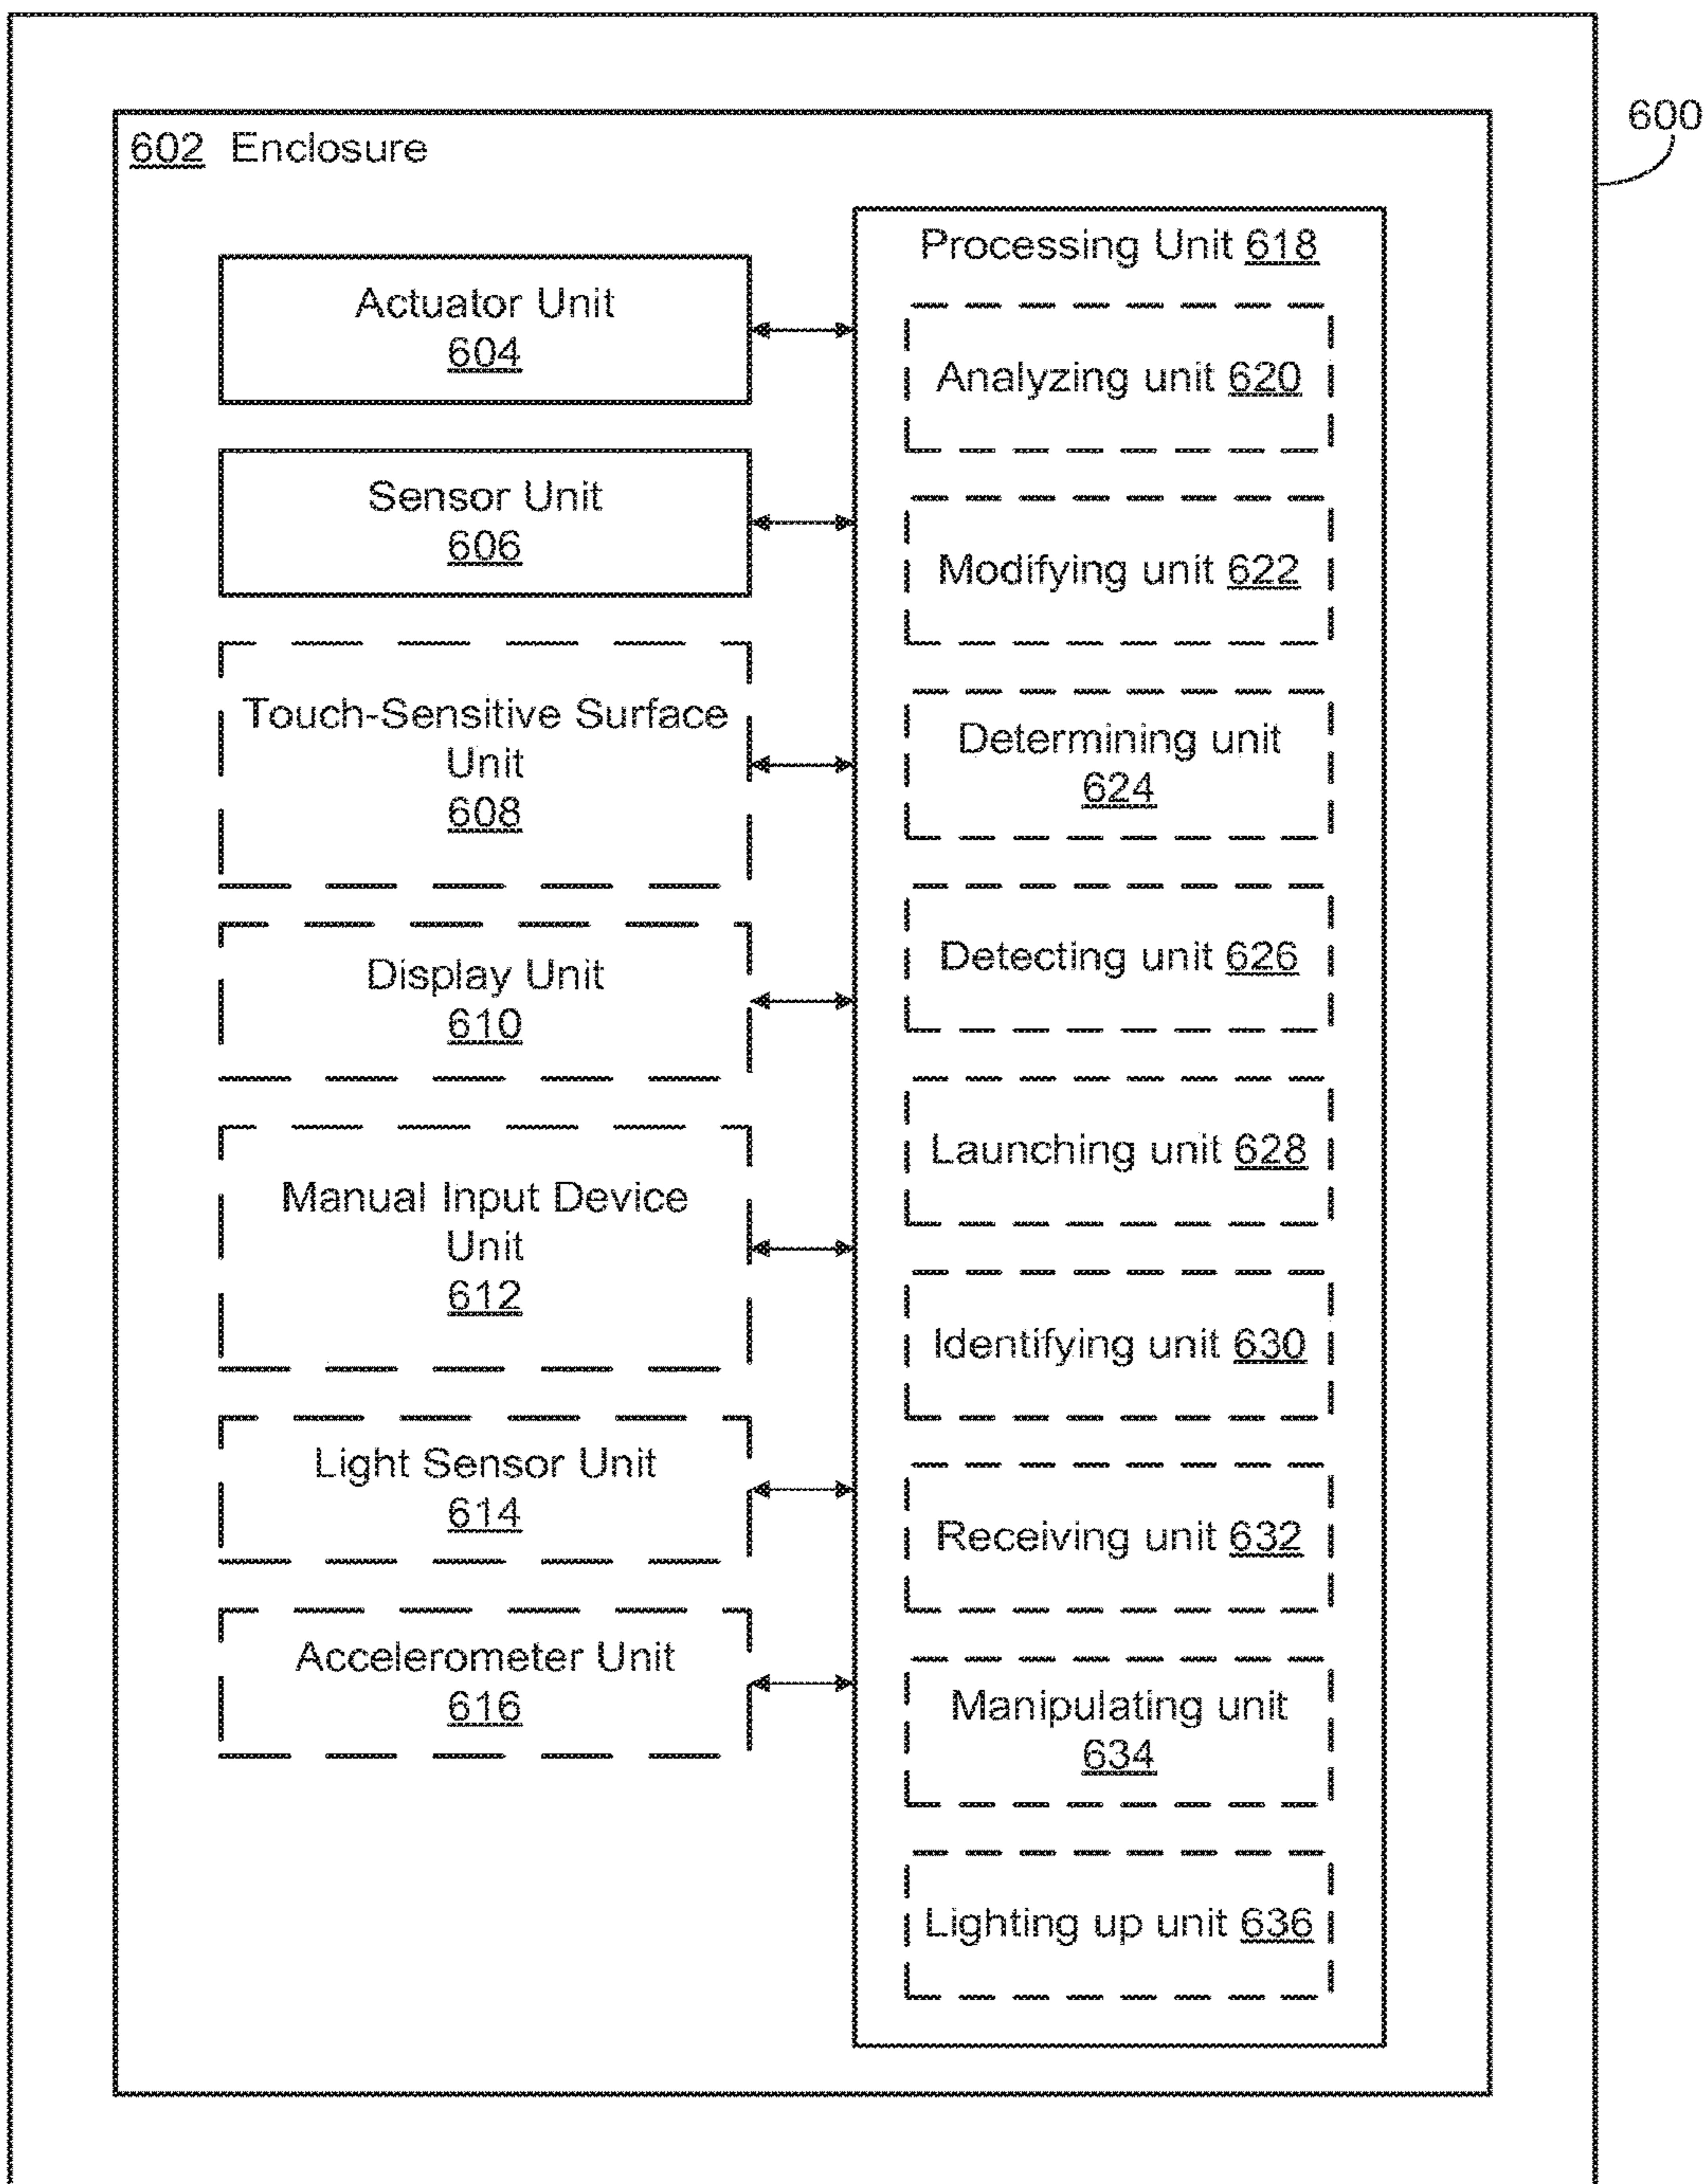 600
602 Enclosure
Actuator Unit
604
Sensor Unit
606
Touch-Sensitive Surface
Unit
608
Display Unit
610
Manual Input Device
Unit
612
Light Sensor Unit
614
Accelerometer Unit
616
Processing Unit 618
Analyzing unit 620
Modifying unit 622
Determining unit
624
Detecting unit 626
Launching unit 628
Identifying unit 630
Receiving unit 632
Manipulating unit
634
Lighting up unit 636